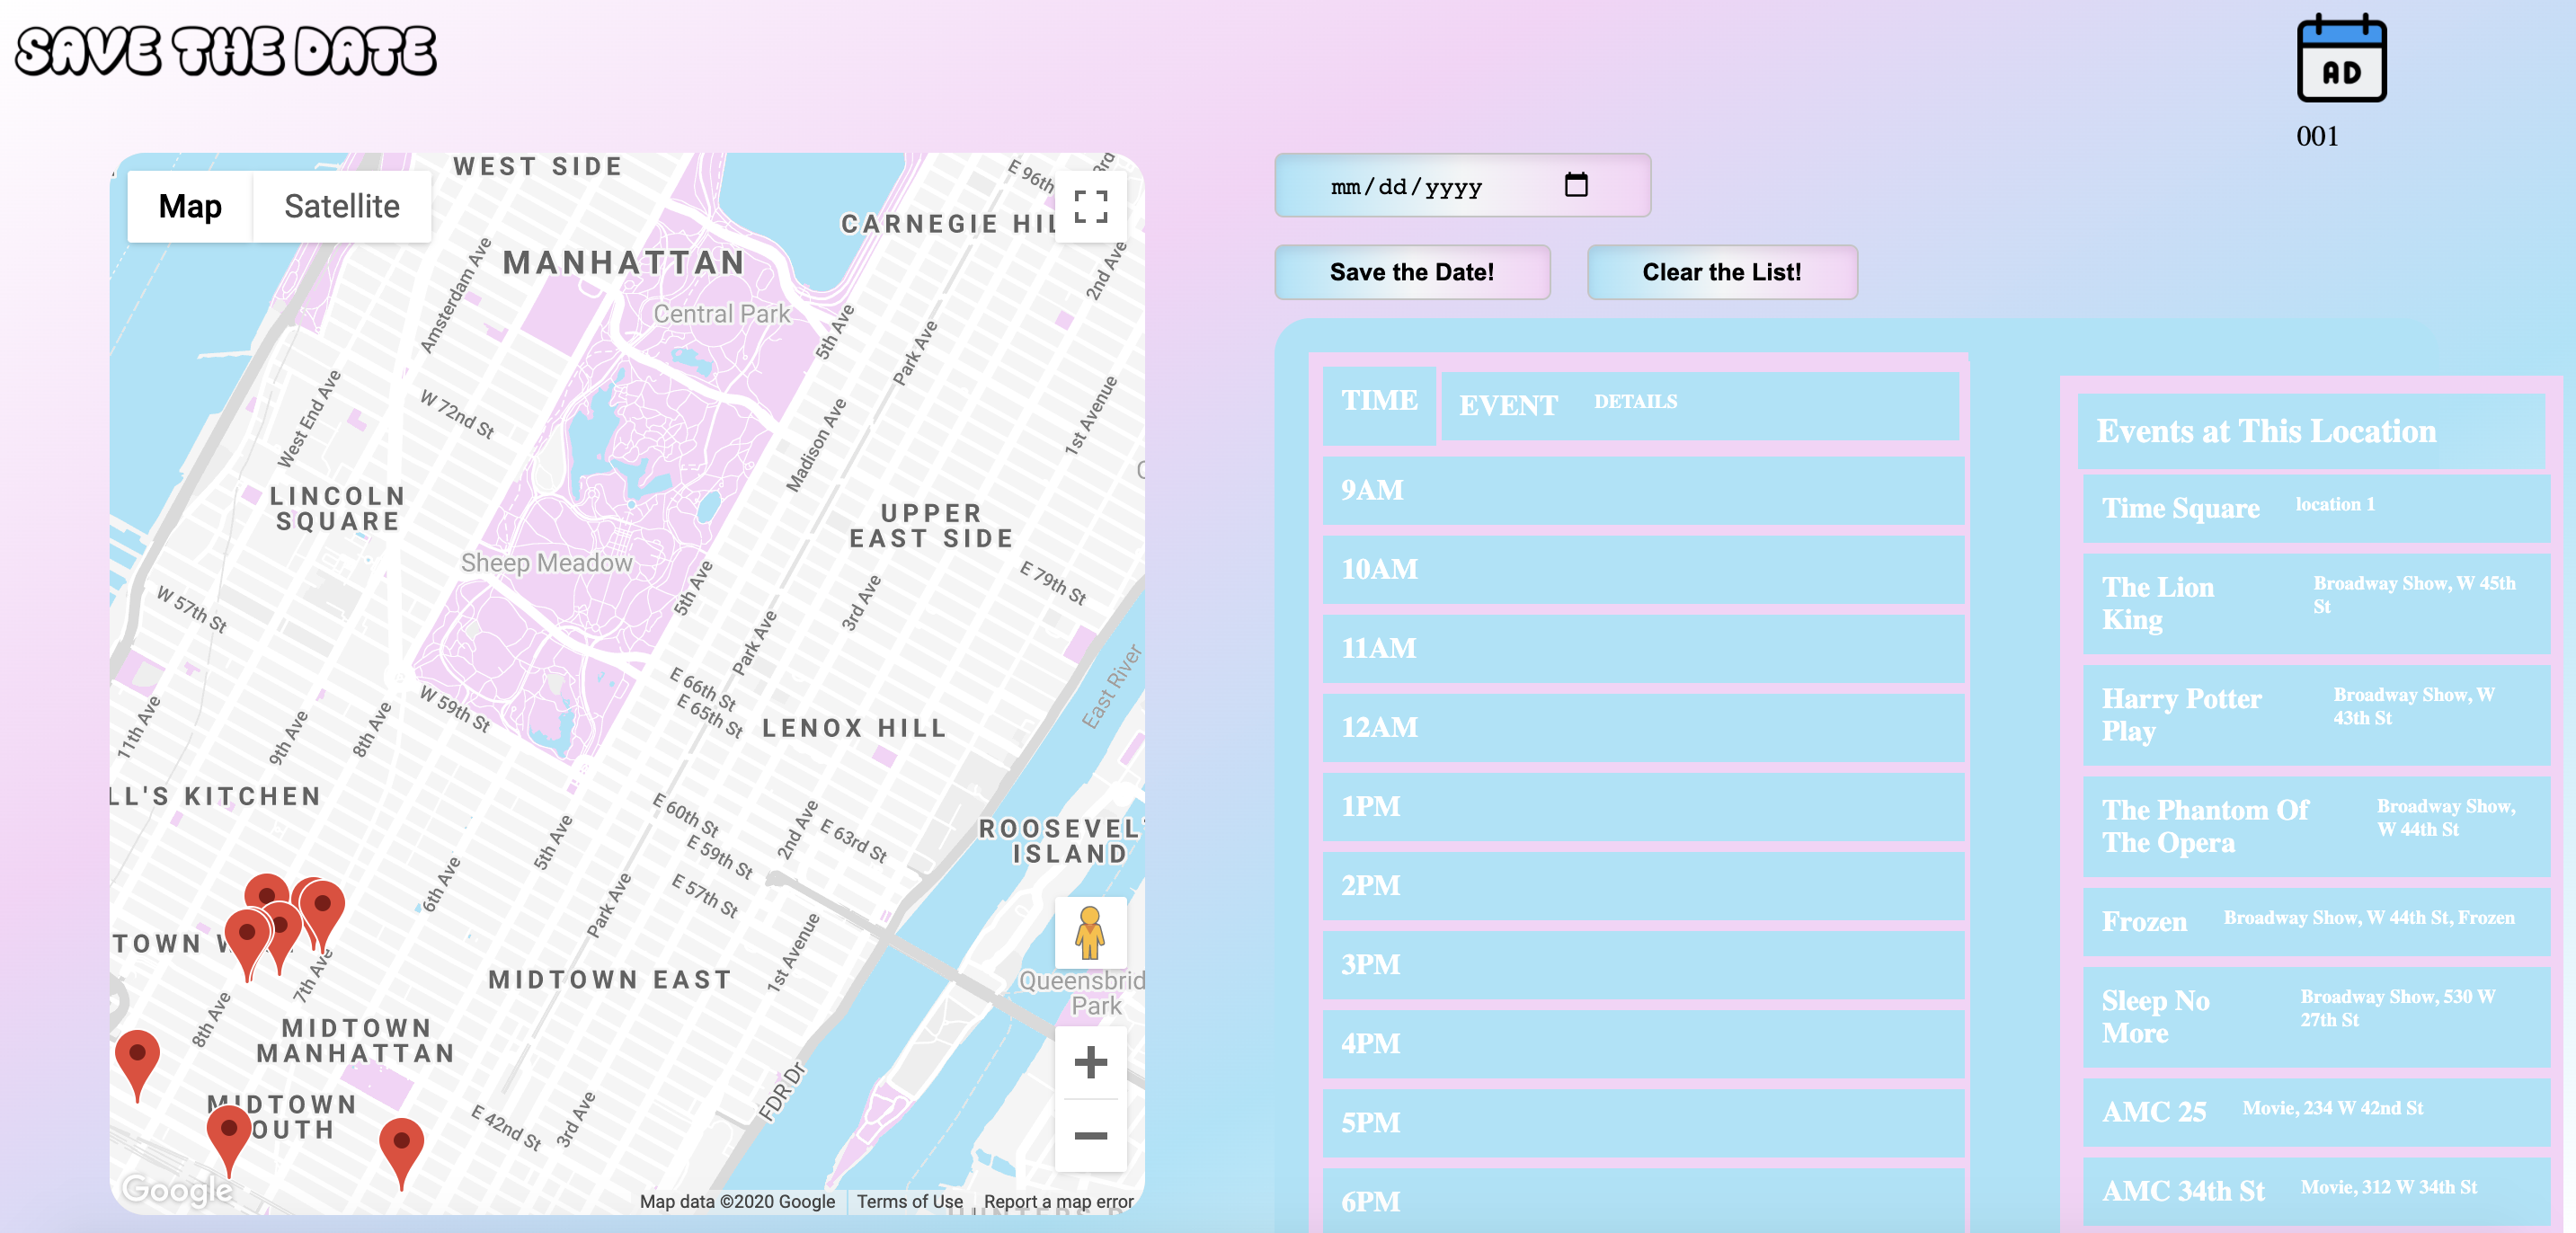 SAVE THE DATE
AD
001
Map
Satellite
WEST SIDE
E 96th
3rd
CARNEGIE HIL
MANHATTAN
Amsterdam Ave
2nd Ave
Central Park
5th Ave
Park Ave
West End Ave
W 72nd St
Madison Ave
1st Avenue
LINCOLN
SQUARE
UPPER
EAST SIDE
Sheep Meadow
5th Ave
E 79th St
W 57th St
3rd Ave
Park Ave
East River
E 66th St
E 65th St
W 59th St
11th Ave
9th Ave
8th Ave
LENOX HILL
LL'S KITCHEN
E 60th St
2nd Ave
E 63rd St
5th Ave
E 59th St
ROOSEVEL
ISLAND
6th Ave
E 57th St
Park Ave
TOWN W
7th Ave
MIDTOWN EAST
1st Avenue
Queensbrid
Park
8th Ave
MIDTOWN
MANHATTAN
MIDTOWN
OUTH
FDR Dr
E 42nd St
3rd Ave
Google
Map data ©2020 Google
Terms of Use
Report a map error
mm/dd/yyyy
Save the Date!
Clear the List!
TIME
EVENT
DETAILS
9AM
10AM
11AM
12AM
1PM
2PM
3PM
4PM
5PM
6PM
Events at This Location
Time Square
location 1
The Lion
King
Broadway Show, W 45th
St
Harry Potter
Play
Broadway Show, W
43th St
The Phantom Of
The Opera
Broadway Show,
W 44th St
Frozen
Broadway Show, W 44th St, Frozen
Sleep No
More
Broadway Show, 530 W
27th St
AMC 25
Movie, 234 W 42nd St
AMC 34th St
Movie, 312 W 34th St